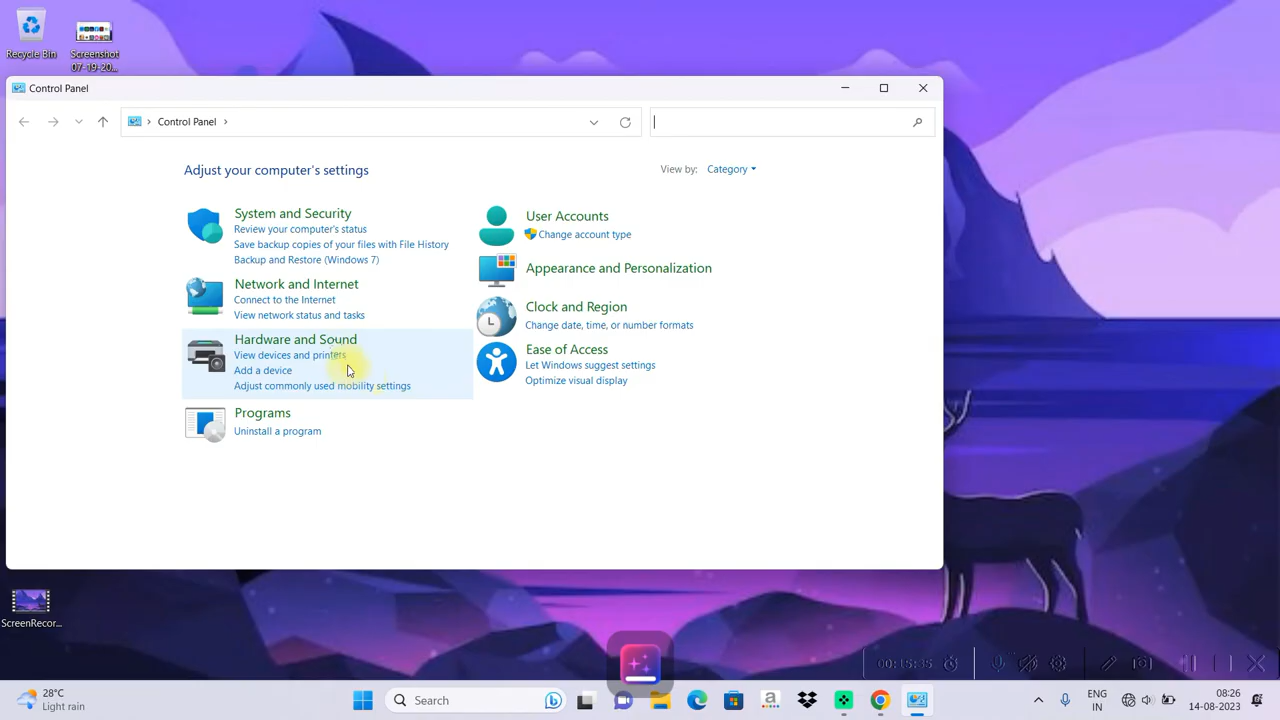 Recycle Bin
Screenshot
07-19-20...
Control Panel
Control Panel
Adjust your computer's settings
View by:
Category
System and Security
Review your computer's status
Save backup copies of your files with File History
Backup and Restore (Windows 7)
Network and Internet
Connect to the Internet
View network status and tasks
Hardware and Sound
View devices and printers
Add a device
Adjust commonly used mobility settings
Programs
Uninstall a program
User Accounts
Change account type
Appearance and Personalization
Clock and Region
Change date, time, or number formats
Ease of Access
Let Windows suggest settings
Optimize visual display
ScreenRecor...
00:15:35
28°C
Light rain
Search
ENG
IN
08:26
14-08-2023